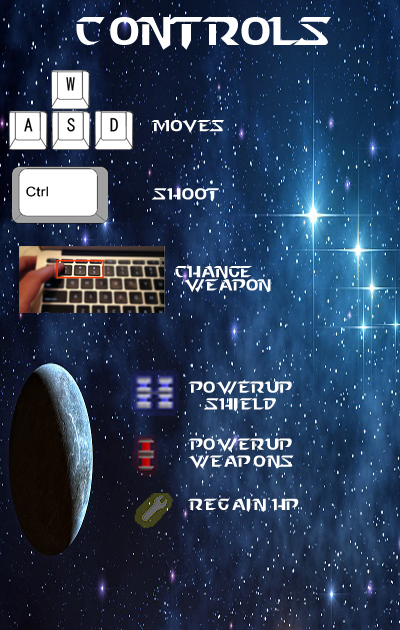 CONTROLS
W
A S D
MOVES
Ctrl
SHOOT
CHANGE
WEAPON
POWERUP
SHIELD
POWERUP
WEAPONS
REGAIN HP